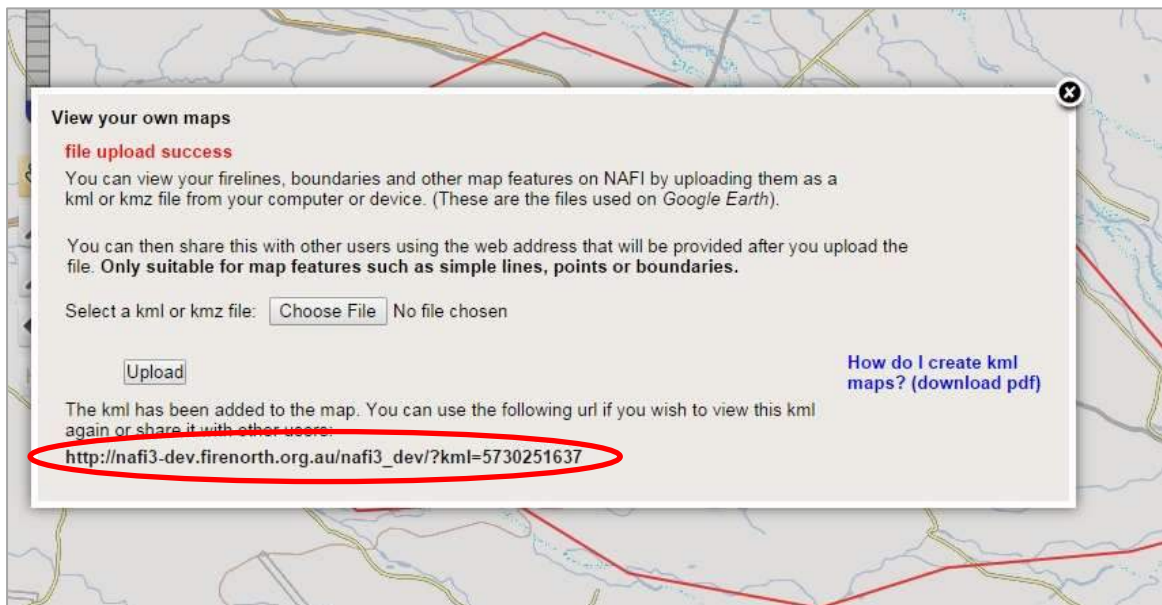 View your own maps
file upload success
You can view your firelines, boundaries and other map features on NAFI by uploading them as a
kml or kmz file from your computer or device. (These are the files used on Google Earth).
You can then share this with other users using the web address that will be provided after you upload the
file. Only suitable for map features such as simple lines, points or boundaries.
Select a kml or kmz file: Choose File No file chosen
Upload
How do I create kml
maps? (download pdf)
The kml has been added to the map. You can use the following url if you wish to view this kml
again or share it with other users:
http://nafi3-dev.firenorth.org.au/nafi3_dev/?kml=5730251637